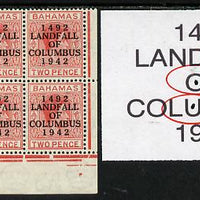 BAHAMAS BAHAMAS
1492 1492
LANDFALL LANDFALL
OF OF
COLUMBUS COLUMBUS
1942 1942
TWO PENCE TWO PENCE
BAHAMAS BAHAMAS
1492 1492
LANDFALL LANDFALL
OF OF
COLUMBUS COLUMBUS
1942 1942
TWO PENCE TWO PENCE
14
LANDF
O
COLU
19